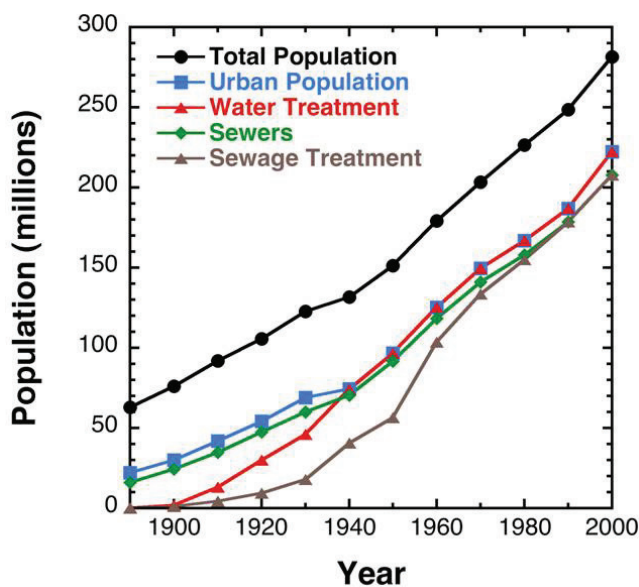 300
250
200
150
100
50
0
Population (millions)
Total Population
Urban Population
Water Treatment
Sewers
Sewage Treatment
1900 1920 1940 1960 1980 2000
Year